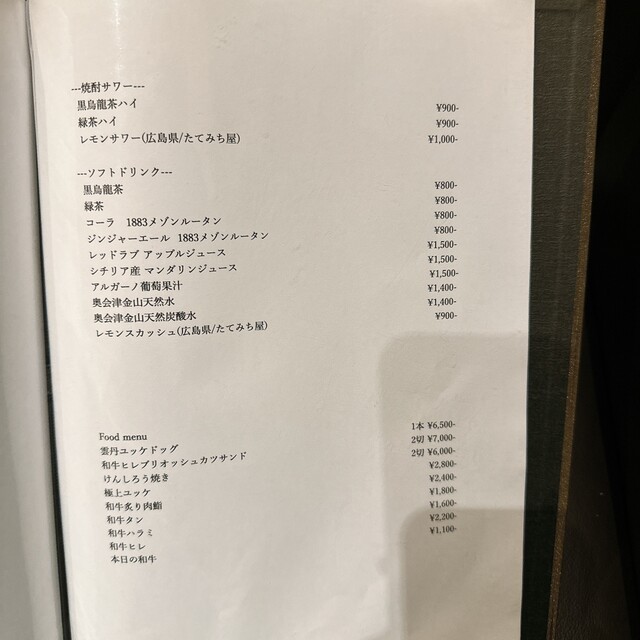 ---焼酎サワー---
黒烏龍茶ハイ ¥900-
緑茶ハイ ¥900-
レモンサワー(広島県/たてみち屋) ¥1,000-
---ソフトドリンク---
黒烏龍茶 ¥800-
緑茶 ¥800-
コーラ 1883メゾンルータン ¥800-
ジンジャーエール 1883メゾンルータン ¥800-
レッドラブ アップルジュース ¥1,500-
シチリア産 マンダリンジュース ¥1,500-
アルガーノ葡萄果汁 ¥1,500-
奥会津金山天然水 ¥1,400-
奥会津金山天然炭酸水 ¥1,400-
レモンスカッシュ(広島県/たてみち屋) ¥900-
Food menu
雲丹ユッケドッグ 1本 ¥6,500-
和牛ヒレブリオッシュカツサンド 2切 ¥7,000-
けんしろう焼き 2切 ¥6,000-
極上ユッケ ¥2,800-
和牛炙り肉鮨 ¥2,400-
和牛タン ¥1,800-
和牛ハラミ ¥1,600-
和牛ヒレ ¥2,200-
本日の和牛 ¥1,100-